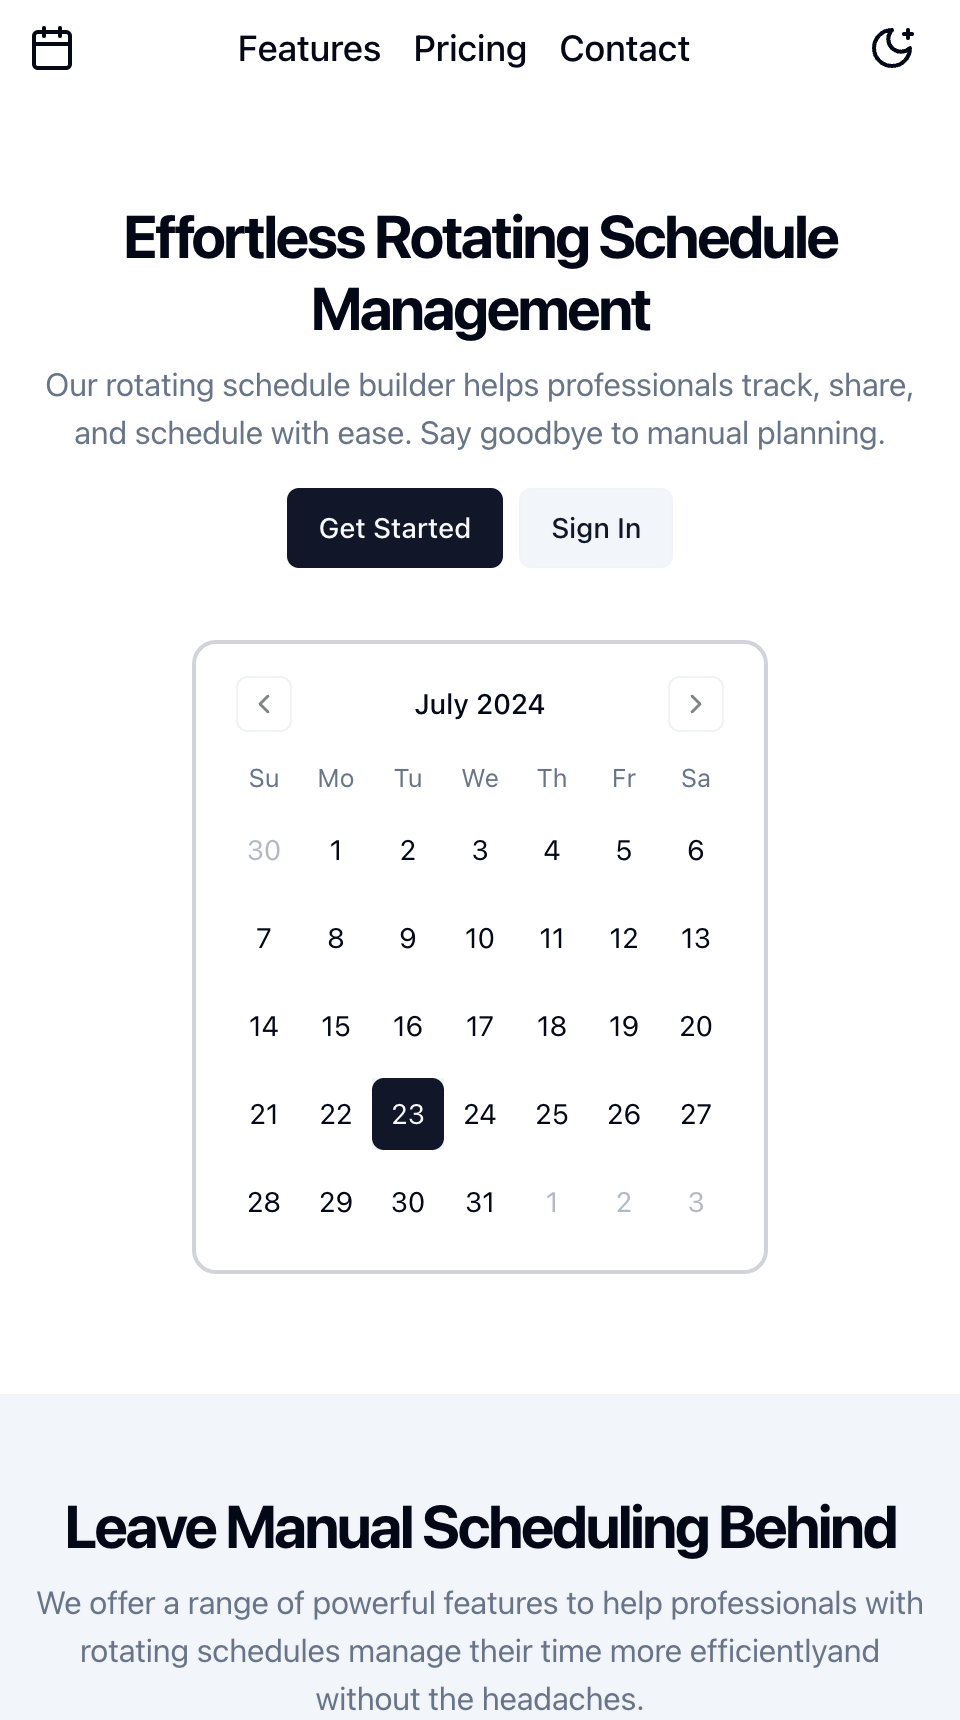 Features Pricing Contact
Effortless Rotating Schedule
Management
Our rotating schedule builder helps professionals track, share,
and schedule with ease. Say goodbye to manual planning.
Get Started Sign In
July 2024
Su Mo Tu We Th Fr Sa
30 1 2 3 4 5 6
7 8 9 10 11 12 13
14 15 16 17 18 19 20
21 22 23 24 25 26 27
28 29 30 31 1 2 3
Leave Manual Scheduling Behind
We offer a range of powerful features to help professionals with
rotating schedules manage their time more efficientlyand
without the headaches.